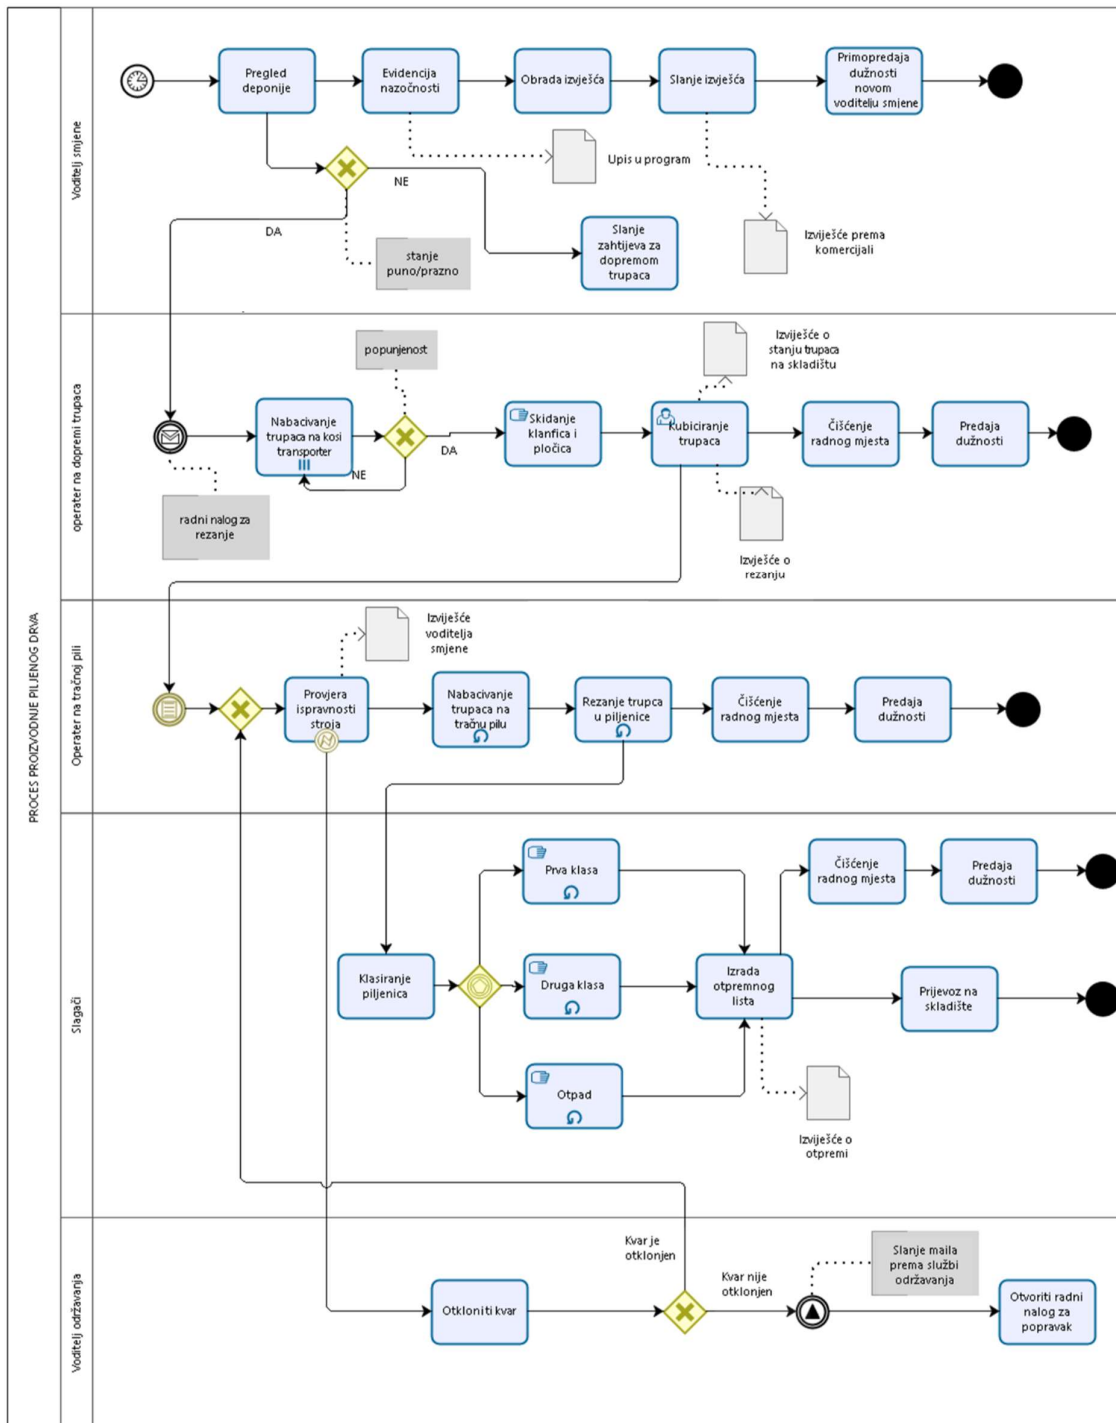 PROCES PROIZVODNJE PILJENOG DRVA
Voditelj smjene
Pregled
deponije
Evidencija
nazočnosti
Obrada izvješća
Slanje izvješća
Primopredaja
dužnosti
novom
voditelju smjene
Upis u program
NE
DA
stanje
puno/prazno
Slanje
zahtijeva za
dopremom
trupaca
Izviješće prema
komercijali
operater na dopremi trupaca
popunjenost
Izviješće o
stanju trupaca
na skladištu
Nabacivanje
trupaca na kosi
transporter
NE
DA
Skidanje
klanfica i
pločica
Kubiciranje
trupaca
Čišćenje
radnog mjesta
Predaja
dužnosti
radni nalog za
rezanje
Izvješće o
rezanju
Operater na tračnoj pili
Izviješće
voditelja
smjene
Provjera
ispravnosti
stroja
Nabacivanje
trupaca na
tračnu pilu
Rezanje trupca
u piljenice
Čišćenje
radnog mjesta
Predaja
dužnosti
Slagači
Klasiranje
piljenica
Prva klasa
Druga klasa
Otpad
Izrada
otpremnog
lista
Čišćenje
radnog mjesta
Predaja
dužnosti
Prijevoz na
skladište
Izviješće o
otpremi
Voditelj održavanja
Otkloniti kvar
Kvar je
otklonjen
Kvar nije
otklonjen
Slanje maila
prema službi
održavanja
Otvoriti radni
nalog za
popravak